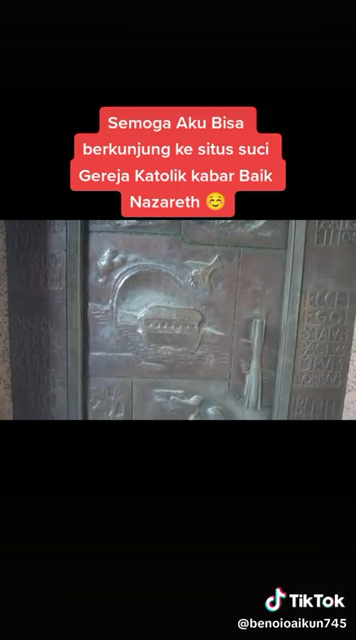 Semoga Aku Bisa
berkunjung ke situs suci
Gereja Katolik kabar Baik
Nazareth ☺️
TikTok
@benoioaikun745